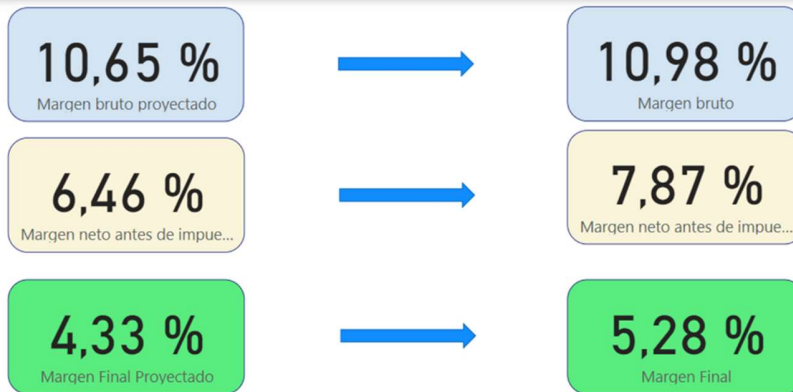 10,65 %
Margen bruto proyectado
10,98 %
Margen bruto
6,46 %
Margen neto antes de impue...
7,87 %
Margen neto antes de impue...
4,33 %
Margen Final Proyectado
5,28 %
Margen Final